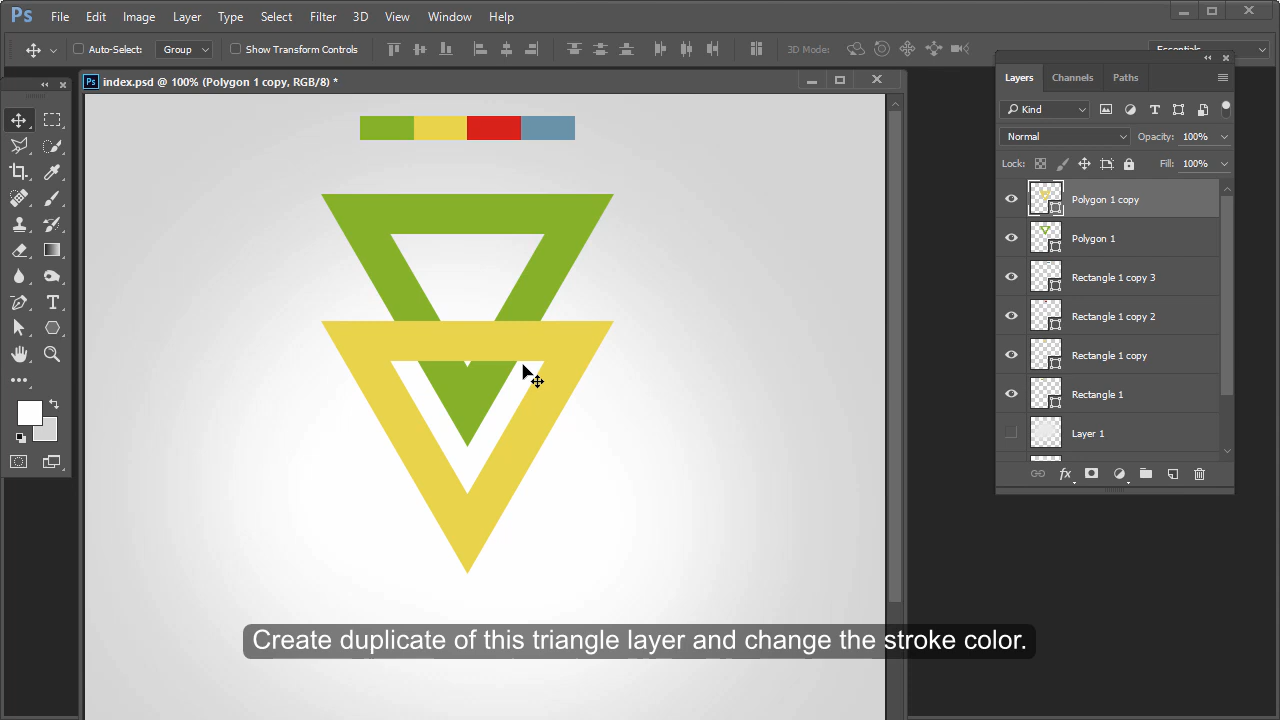 Ps File Edit Image Layer Type Select Filter 3D View Window Help
Auto-Select: Group Show Transform Controls 3D Mode: Essentials
Ps index.psd @ 100% (Polygon 1 copy, RGB/8) *
Layers Channels Paths
Kind
Normal Opacity: 100%
Lock: Fill: 100%
Polygon 1 copy
Polygon 1
Rectangle 1 copy 3
Rectangle 1 copy 2
Rectangle 1 copy
Rectangle 1
Layer 1
fx
Create duplicate of this triangle layer and change the stroke color.